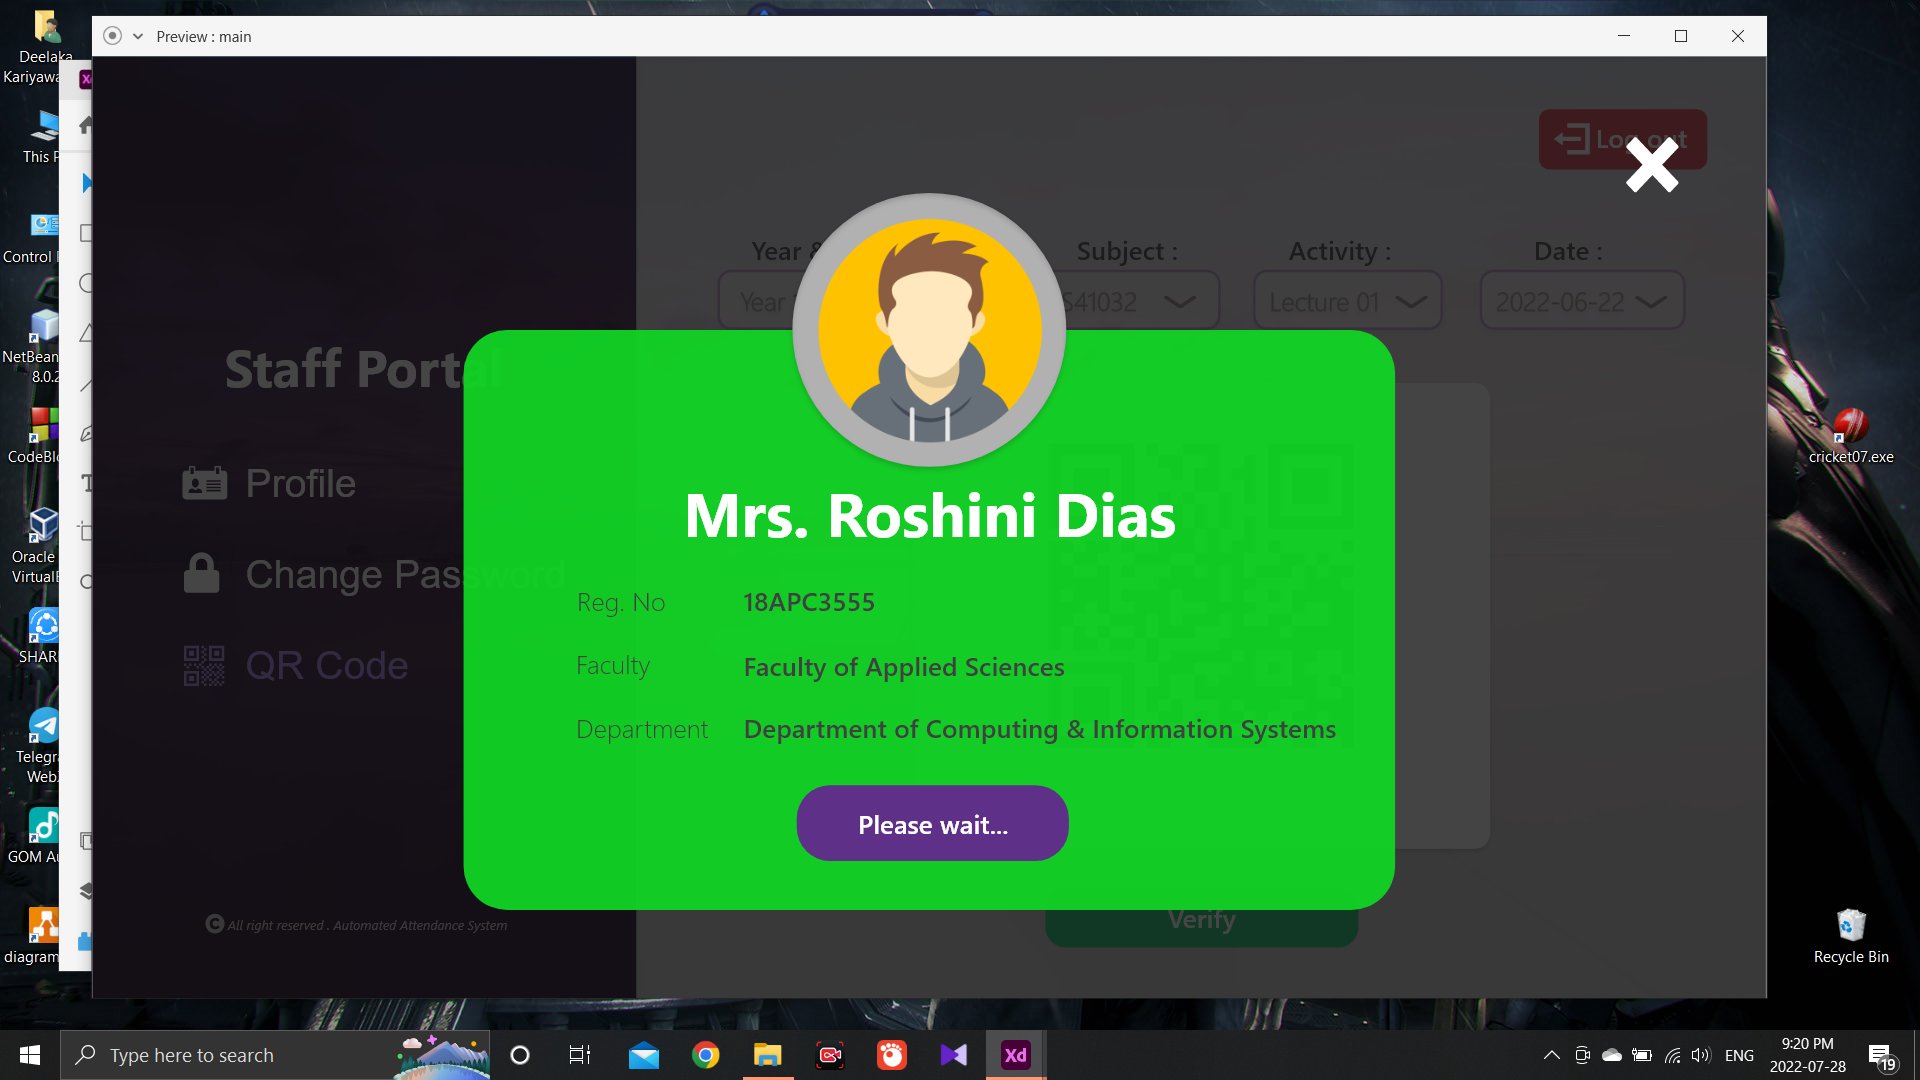 Deelaka
Preview : main
Log out
Year &
Subject :
Activity :
Date :
Year
S41032
Lecture 01
2022-06-22
Staff Portal
Profile
Change Password
QR Code
Mrs. Roshini Dias
Reg. No
18APC3555
Faculty
Faculty of Applied Sciences
Department
Department of Computing & Information Systems
Please wait...
Verify
All right reserved . Automated Attendance System
This P
Control
NetBean
8.0.2
CodeBlo
Oracle
SHAR
Telegra
Web
GOM Au
diagram
cricket07.exe
Recycle Bin
Type here to search
Xd
ENG
9:20 PM
2022-07-28
19